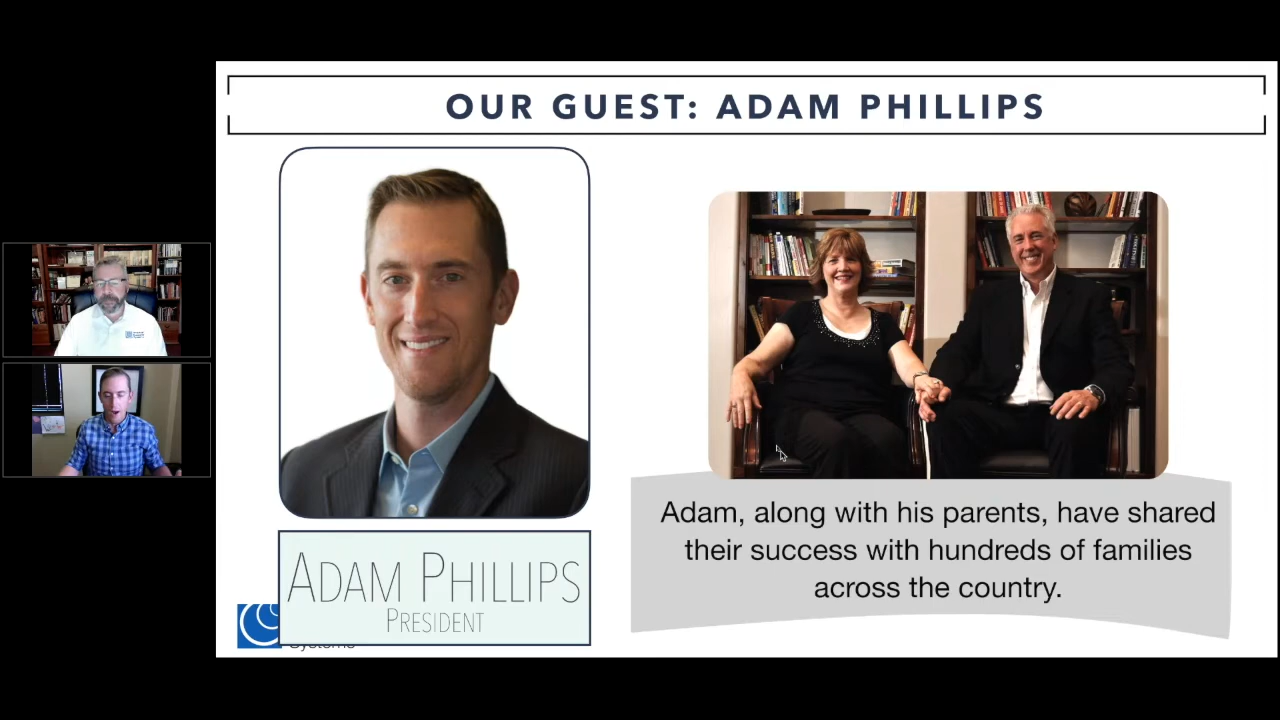 OUR GUEST: ADAM PHILLIPS
ADAM PHILLIPS
PRESIDENT
Systems
Adam, along with his parents, have shared
their success with hundreds of families
across the country.